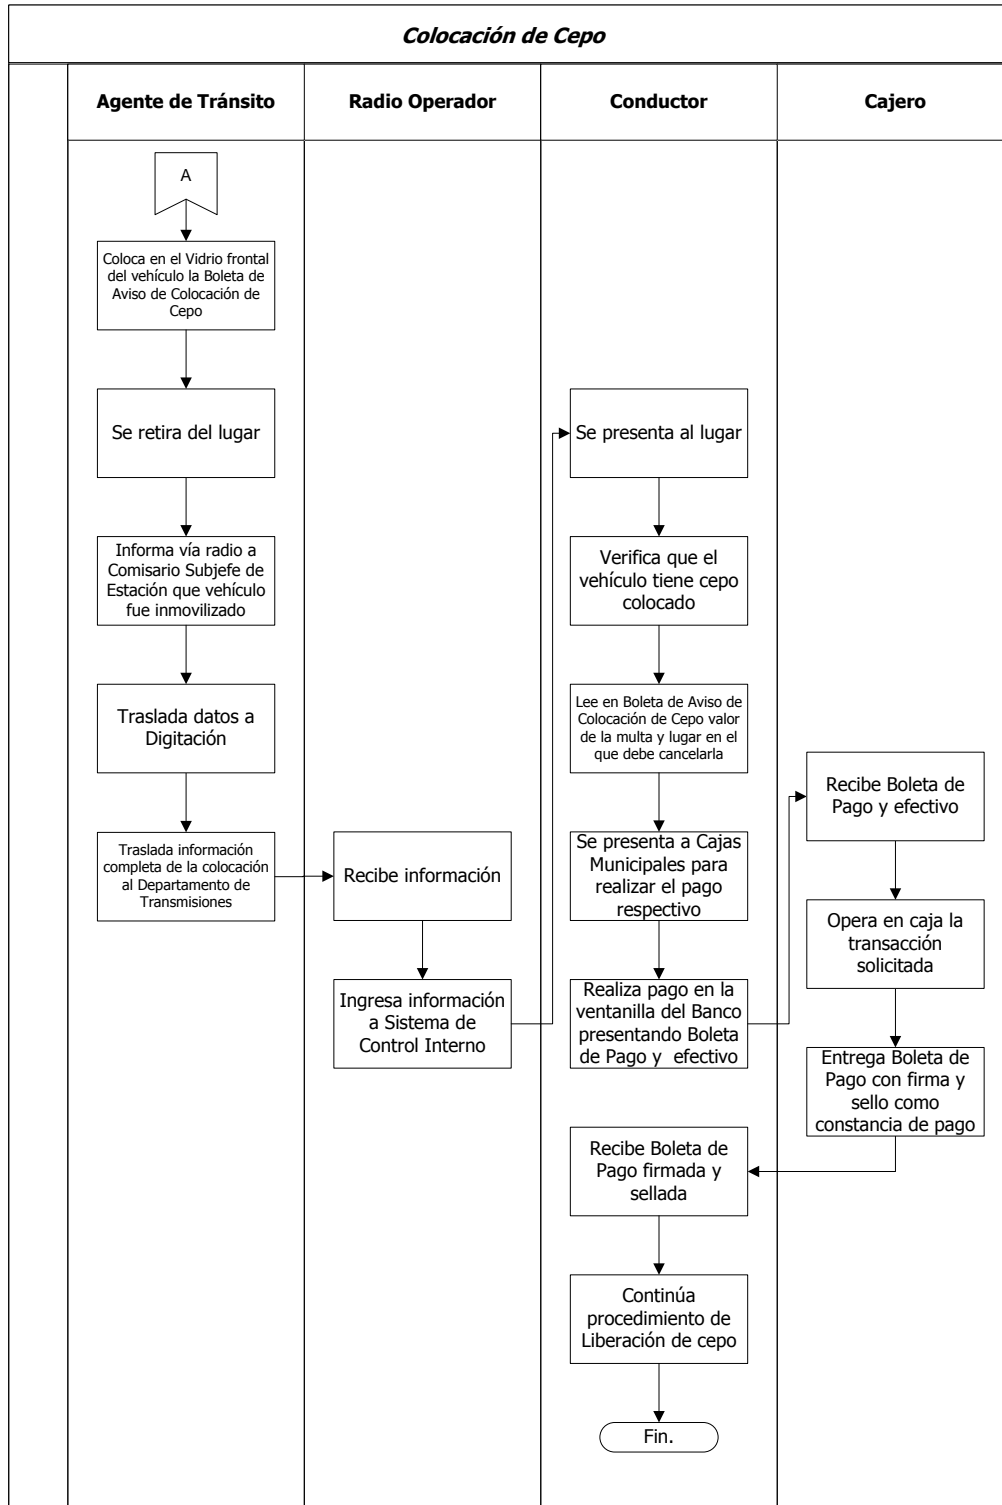 Colocación de Cepo
Agente de Tránsito
Radio Operador
Conductor
Cajero
A
Coloca en el Vidrio frontal
del vehículo la Boleta de
Aviso de Colocación de
Cepo
Se retira del lugar
Informa vía radio a
Comisario Subjefe de
Estación que vehículo
fue inmovilizado
Traslada datos a
Digitación
Traslada información
completa de la colocación
al Departamento de
Transmisiones
Recibe información
Ingresa información
a Sistema de
Control Interno
Se presenta al lugar
Verifica que el
vehículo tiene cepo
colocado
Lee en Boleta de Aviso de
Colocación de Cepo valor
de la multa y lugar en el
que debe cancelarla
Se presenta a Cajas
Municipales para
realizar el pago
respectivo
Realiza pago en la
ventanilla del Banco
presentando Boleta
de Pago y  efectivo
Recibe Boleta de
Pago y efectivo
Opera en caja la
transacción
solicitada
Entrega Boleta de
Pago con firma y
sello como
constancia de pago
Recibe Boleta de
Pago firmada y
sellada
Continúa
procedimiento de
Liberación de cepo
Fin.